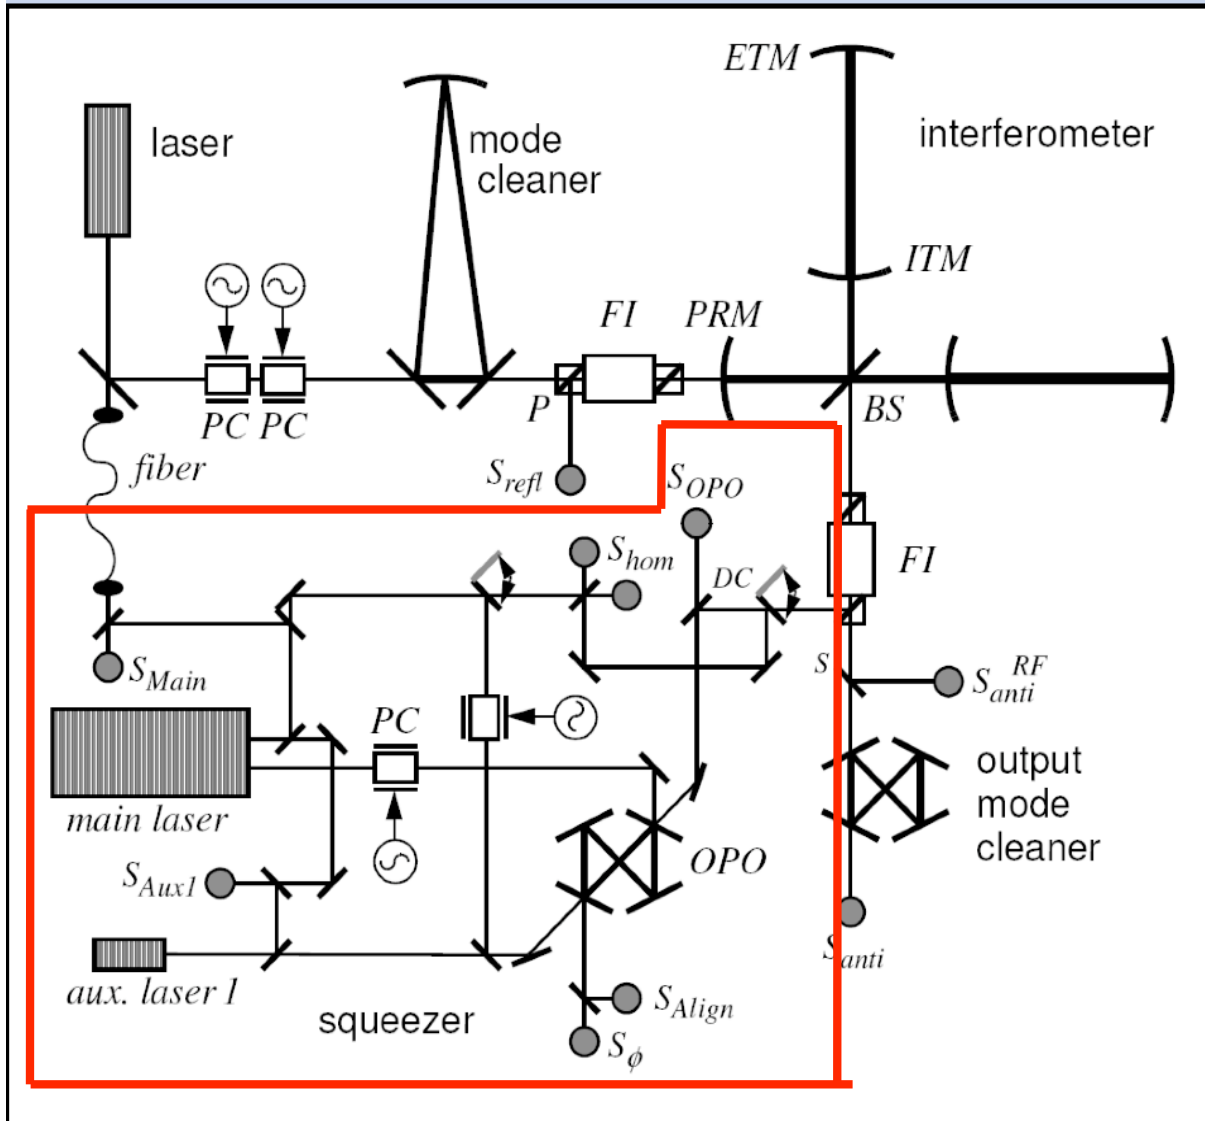 ETM
laser
mode
cleaner
interferometer
ITM
FI
PRM
P
BS
PC
PC
fiber
S_refl
S_OPO
S_hom
DC
FI
S_Main
S
S_anti^RF
PC
main laser
output
mode
cleaner
S_Aux1
OPO
aux. laser 1
squeezer
S_Align
S_anti
S_ϕ